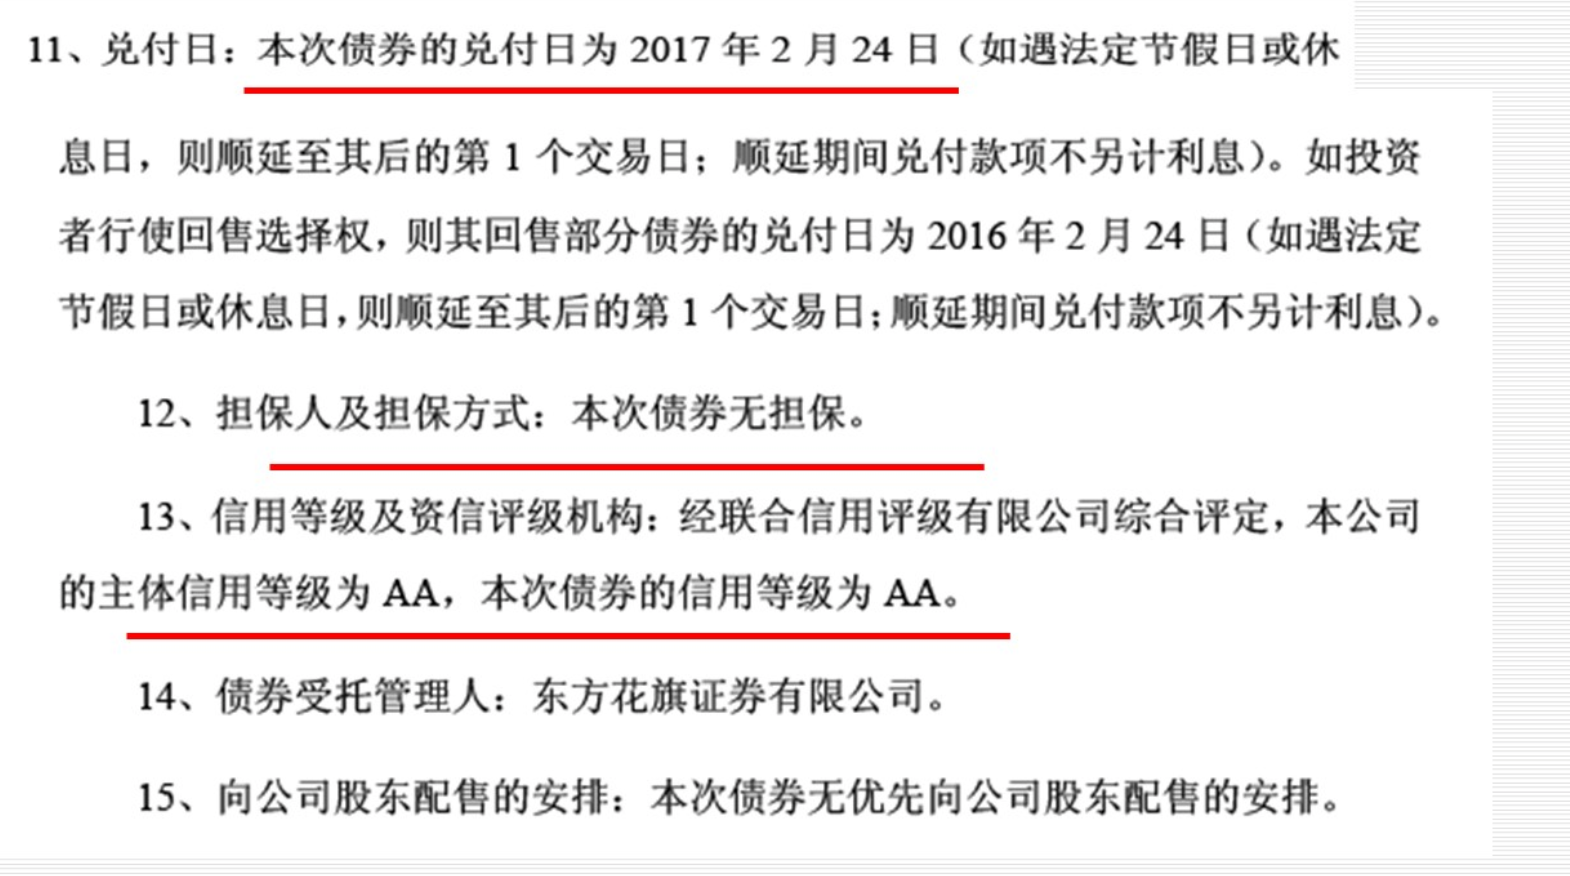 11、兑付日：本次债券的兑付日为 2017 年 2 月 24 日（如遇法定节假日或休
息日，则顺延至其后的第 1 个交易日；顺延期间兑付款项不另计利息）。如投资
者行使回售选择权，则其回售部分债券的兑付日为 2016 年 2 月 24 日（如遇法定
节假日或休息日，则顺延至其后的第 1 个交易日；顺延期间兑付款项不另计利息）。
12、担保人及担保方式：本次债券无担保。
13、信用等级及资信评级机构：经联合信用评级有限公司综合评定，本公司
的主体信用等级为 AA，本次债券的信用等级为 AA。
14、债券受托管理人：东方花旗证券有限公司。
15、向公司股东配售的安排：本次债券无优先向公司股东配售的安排。